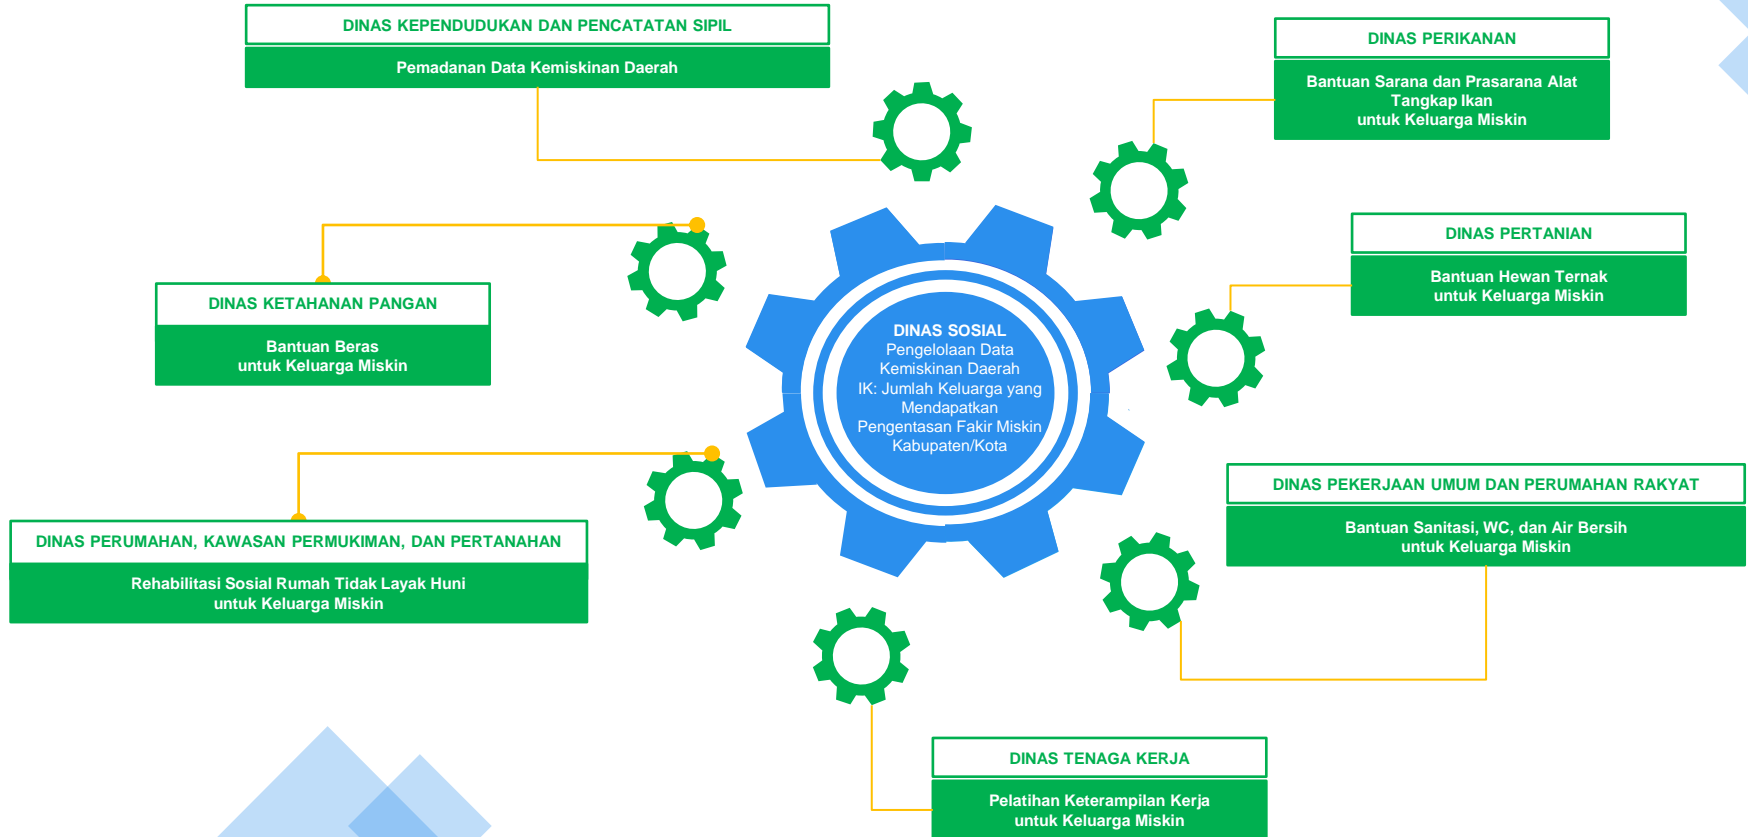 DINAS KEPENDUDUKAN DAN PENCATATAN SIPIL
Pemadanan Data Kemiskinan Daerah
DINAS PERIKANAN
Bantuan Sarana dan Prasarana Alat
Tangkap Ikan
untuk Keluarga Miskin
DINAS PERTANIAN
Bantuan Hewan Ternak
untuk Keluarga Miskin
DINAS KETAHANAN PANGAN
Bantuan Beras
untuk Keluarga Miskin
DINAS SOSIAL
Pengelolaan Data
Kemiskinan Daerah
IK: Jumlah Keluarga yang
Mendapatkan
Pengentasan Fakir Miskin
Kabupaten/Kota
DINAS PEKERJAAN UMUM DAN PERUMAHAN RAKYAT
Bantuan Sanitasi, WC, dan Air Bersih
untuk Keluarga Miskin
DINAS PERUMAHAN, KAWASAN PERMUKIMAN, DAN PERTANAHAN
Rehabilitasi Sosial Rumah Tidak Layak Huni
untuk Keluarga Miskin
DINAS TENAGA KERJA
Pelatihan Keterampilan Kerja
untuk Keluarga Miskin